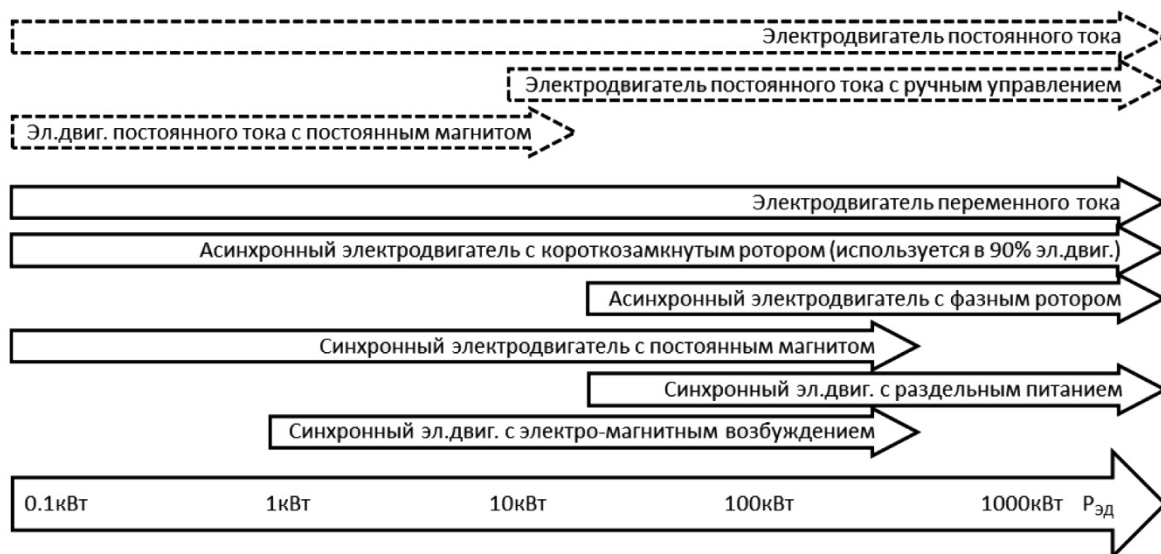 Электродвигатель постоянного тока
Электродвигатель постоянного тока с ручным управлением
Эл.двиг. постоянного тока с постоянным магнитом
Электродвигатель переменного тока
Асинхронный электродвигатель с короткозамкнутым ротором (используется в 90% эл.двиг.)
Асинхронный электродвигатель с фазным ротором
Синхронный электродвигатель с постоянным магнитом
Синхронный эл.двиг. с раздельным питанием
Синхронный эл.двиг. с электро-магнитным возбуждением
0.1кВт 1кВт 10кВт 100кВт 1000кВт Pэд